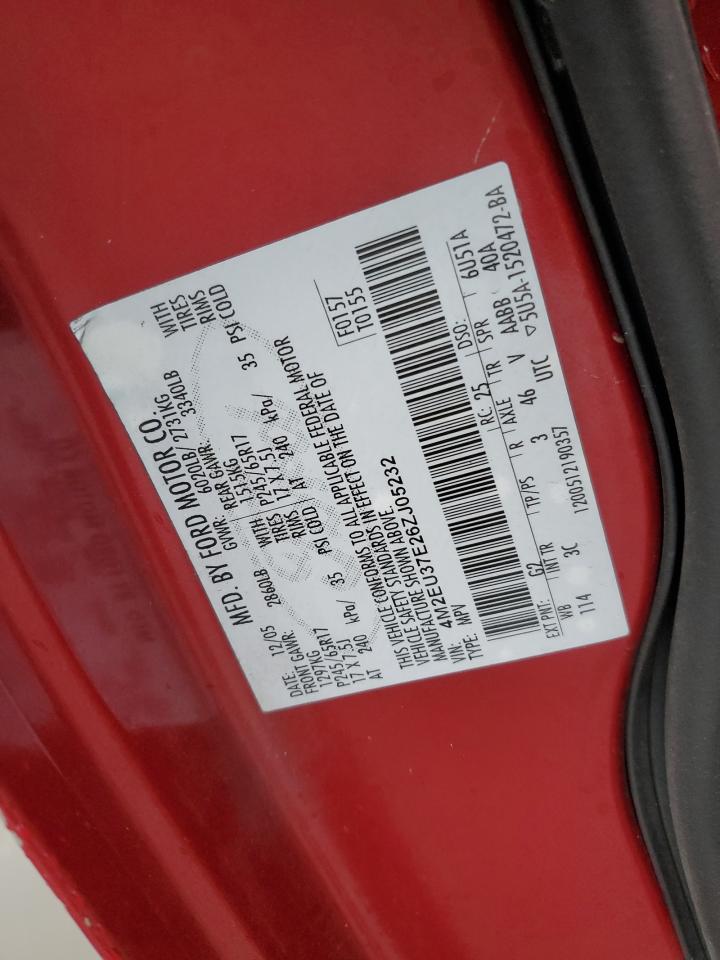 MFD. BY FORD MOTOR CO.
DATE: 12/05 GVWR: 6020LB/ 2731KG
FRONT GAWR: 2860LB REAR GAWR: 3340LB
1297KG WITH 1515KG WITH
P245/65R17 TIRES P245/65R17 TIRES
17 X 7.5J RIMS 17 X 7.5J RIMS
AT 240 kPa/ 35 PSI COLD AT 240 kPa/ 35 PSI COLD
THIS VEHICLE CONFORMS TO ALL APPLICABLE FEDERAL MOTOR
VEHICLE SAFETY STANDARDS IN EFFECT ON THE DATE OF
MANUFACTURE SHOWN ABOVE.
VIN: 4M2EU37E26ZJ05232
TYPE: MPV
F0157
T0155
EXT PNT: G2 RC: 25 DSO: 6U51A
WB INT TR TP/PS R AXLE TR SPR 40A
114 3C 3 46 V AABB
UTC ▽5U5A-1520472-BA
1200512190357